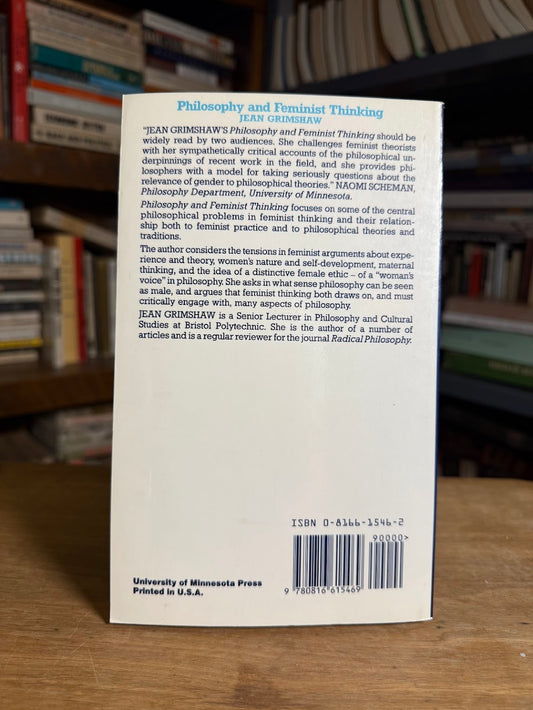 Philosophy and Feminist Thinking
JEAN GRIMSHAW
"JEAN GRIMSHAW'S Philosophy and Feminist Thinking should be
widely read by two audiences. She challenges feminist theorists
with her sympathetically critical accounts of the philosophical un-
derpinnings of recent work in the field, and she provides phi-
losophers with a model for taking seriously questions about the
relevance of gender to philosophical theories." NAOMI SCHEMAN,
Philosophy Department, University of Minnesota.
Philosophy and Feminist Thinking focuses on some of the central
philosophical problems in feminist thinking and their relation-
ship both to feminist practice and to philosophical theories and
traditions.
The author considers the tensions in feminist arguments about expe-
rience and theory, women's nature and self-development, maternal
thinking, and the idea of a distinctive female ethic – of a "woman's
voice" in philosophy. She asks in what sense philosophy can be seen
as male, and argues that feminist thinking both draws on, and must
critically engage with, many aspects of philosophy.
JEAN GRIMSHAW is a Senior Lecturer in Philosophy and Cultural
Studies at Bristol Polytechnic. She is the author of a number of
articles and is a regular reviewer for the journal Radical Philosophy.
ISBN 0-8166-1546-2
90000>
9 780816 615469
University of Minnesota Press
Printed in U.S.A.